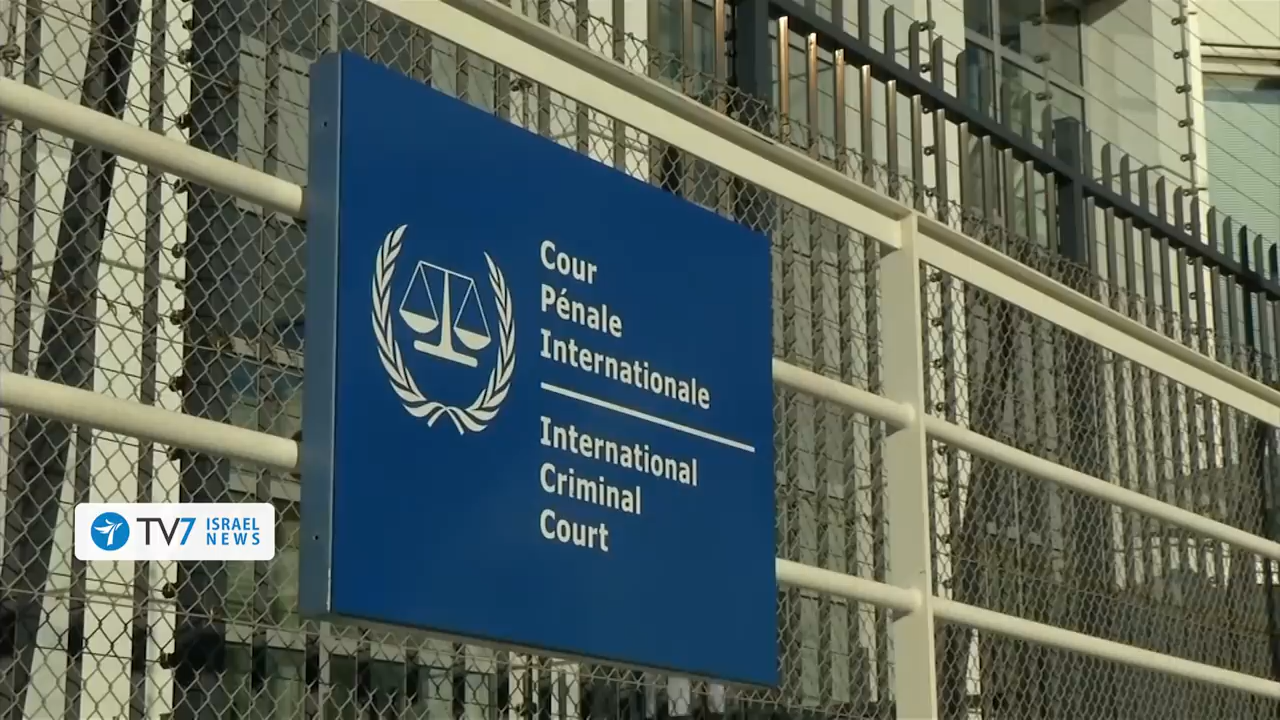 Cour
Pénale
Internationale
International
Criminal
Court
TV7 ISRAEL
NEWS